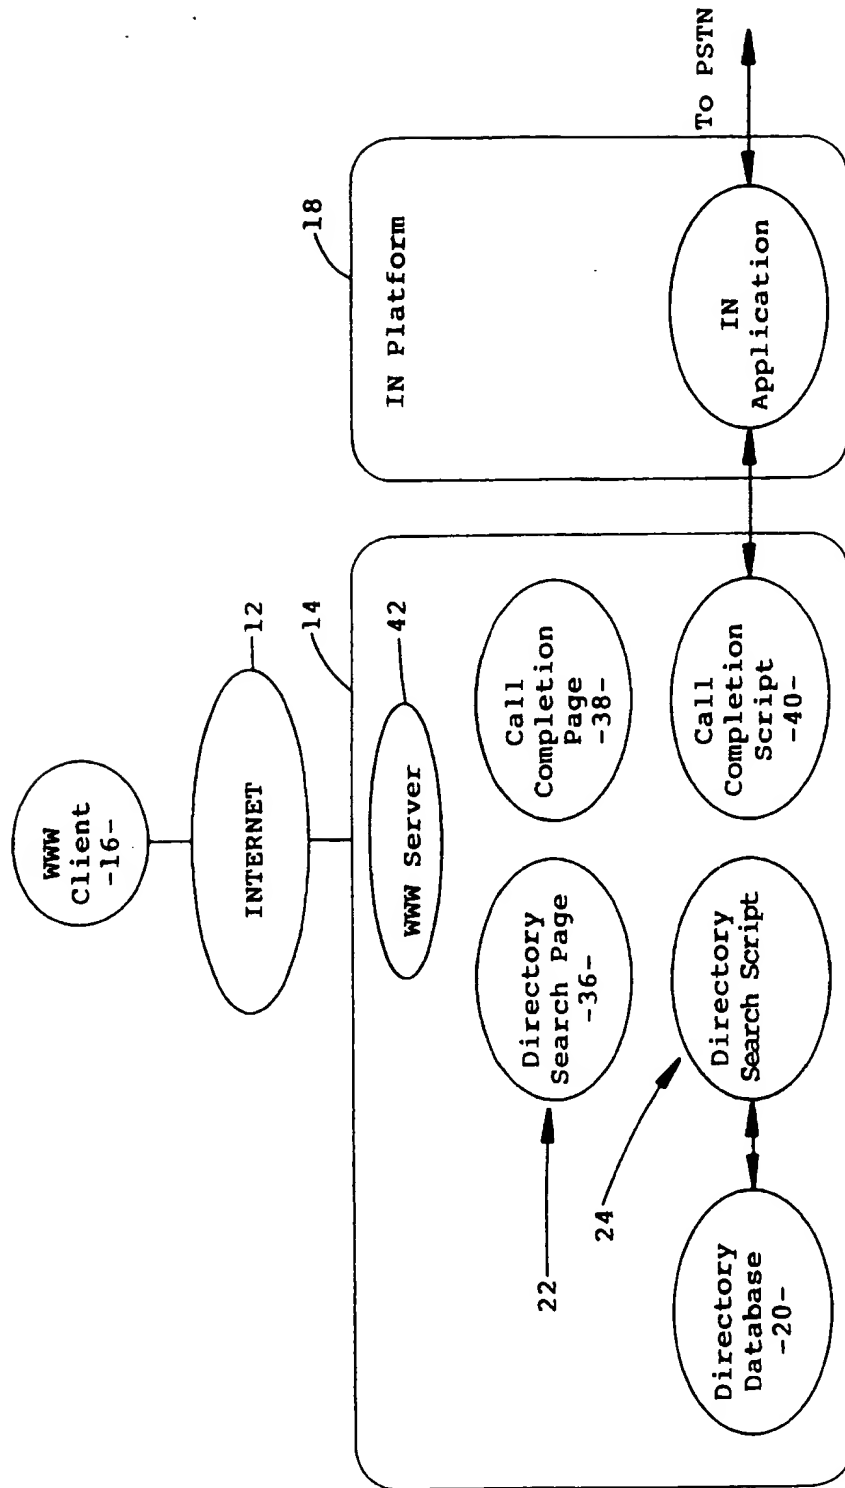 WWW
Client
-16-
INTERNET
12
14
WWW Server
42
18
IN Platform
22
Directory
Search Page
-36-
Call
Completion
Page
-38-
24
Directory
Database
-20-
Directory
Search Script
Call
Completion
Script
-40-
IN
Application
To PSTN